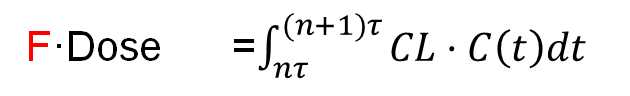 F·Dose =∫_{nτ}^{(n+1)τ} CL · C(t)dt